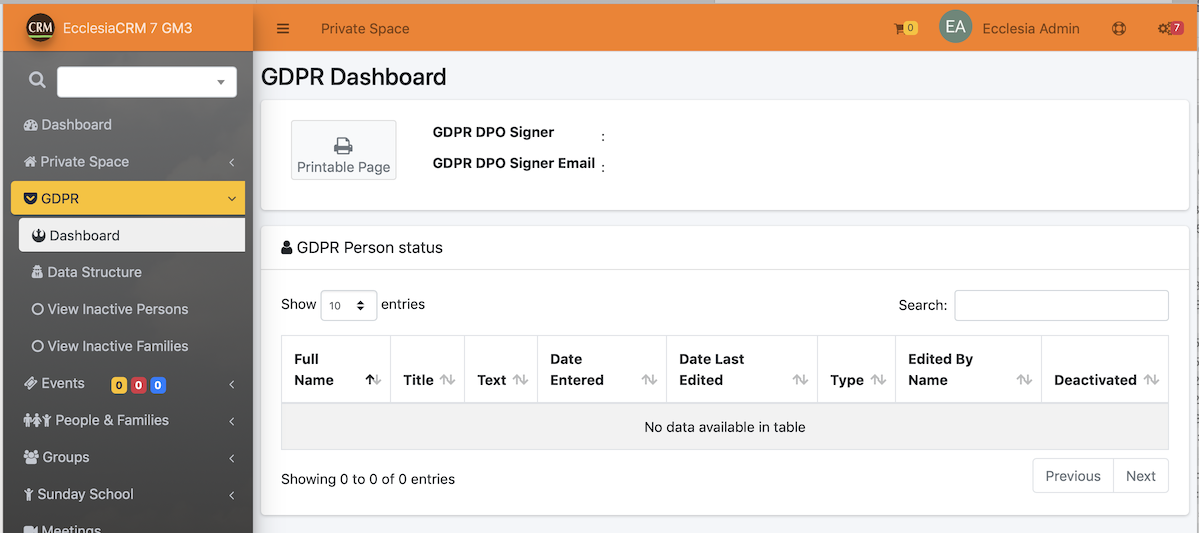 CRM EcclesiaCRM 7 GM3
Private Space
0
EA Ecclesia Admin
7
Dashboard
Private Space
GDPR
Dashboard
Data Structure
View Inactive Persons
View Inactive Families
Events 0 0 0
People & Families
Groups
Sunday School
Meetings
GDPR Dashboard
Printable Page
GDPR DPO Signer :
GDPR DPO Signer Email :
GDPR Person status
Show 10 entries
Search:
Full Name
Title
Text
Date Entered
Date Last Edited
Type
Edited By Name
Deactivated
No data available in table
Showing 0 to 0 of 0 entries
Previous Next